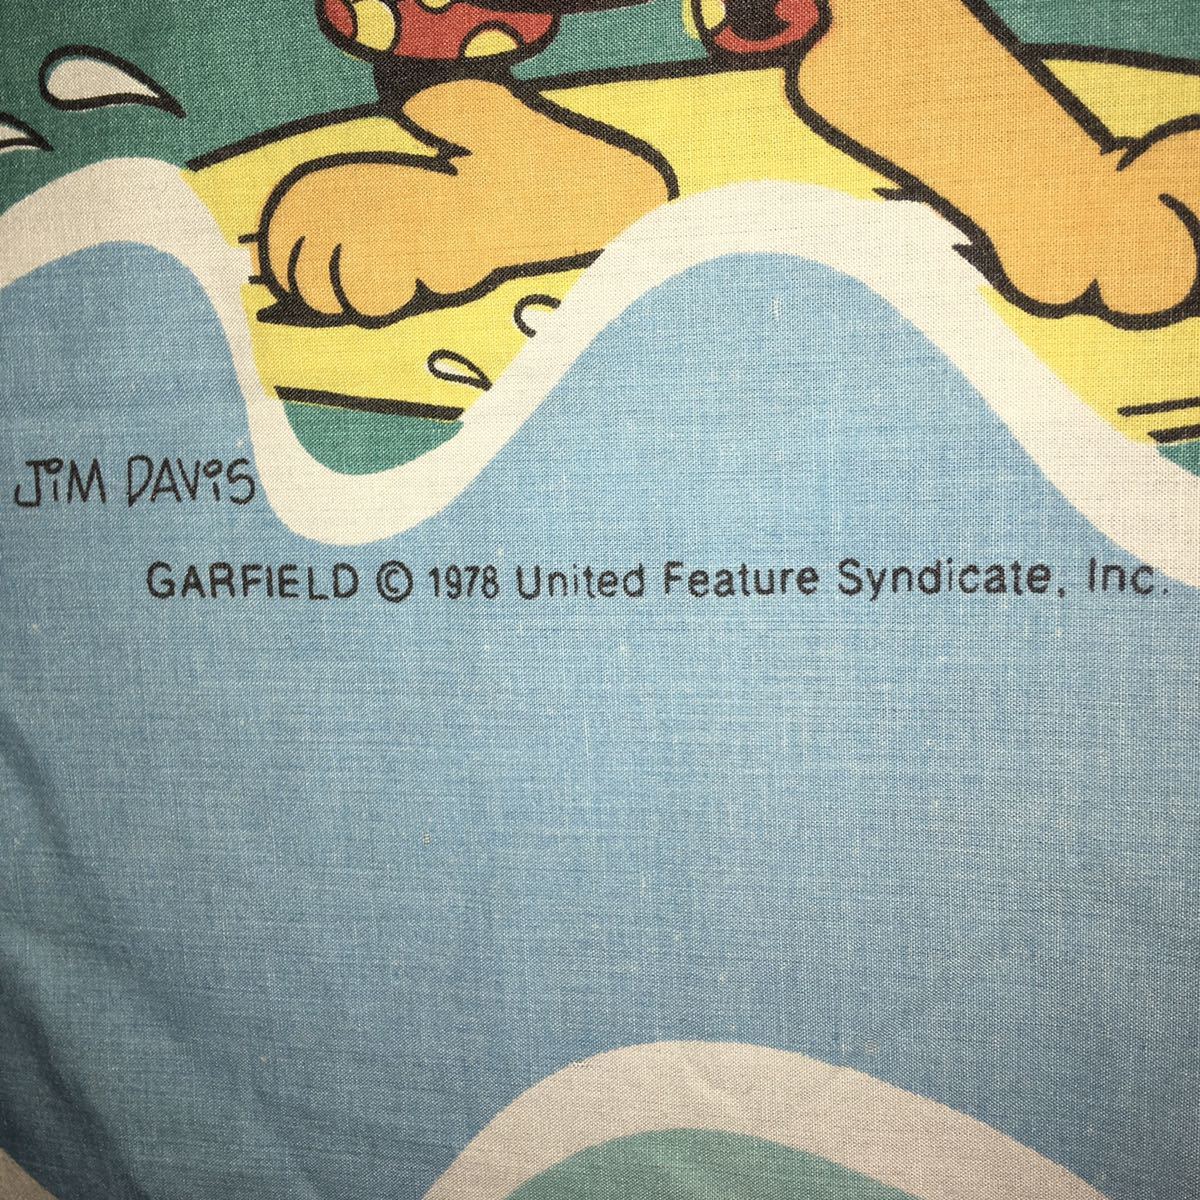 JiM DAViS
GARFIELD © 1978 United Feature Syndicate, Inc.